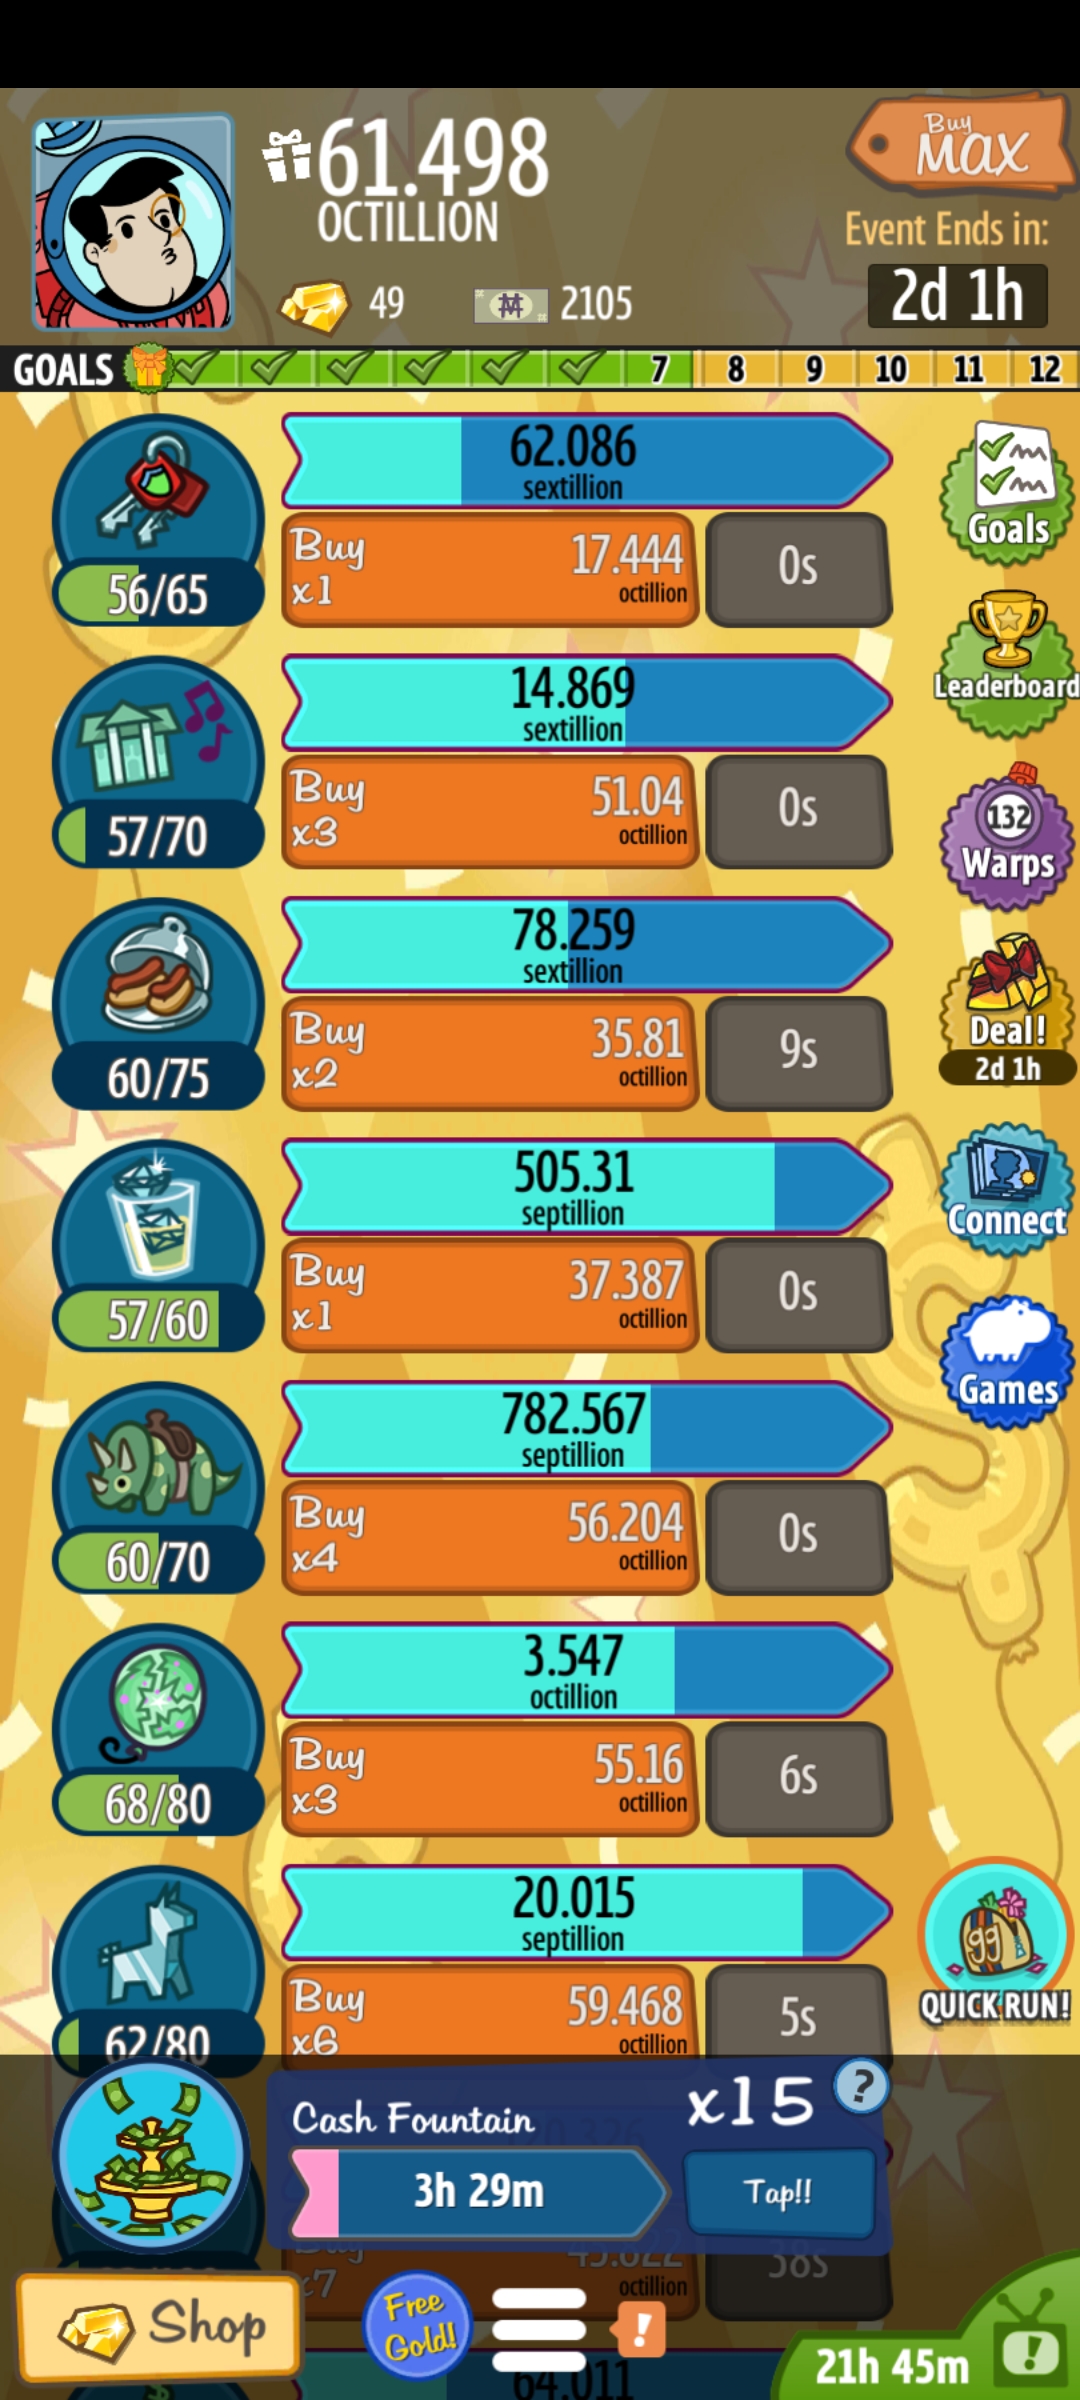 61.498
OCTILLION
Buy
MAX
Event Ends in:
2d 1h
49
2105
GOALS 7 8 9 10 11 12
62.086
sextillion
Buy
x1
17.444
octillion
0s
56/65
Goals
14.869
sextillion
Buy
x3
51.04
octillion
0s
57/70
Leaderboard
132
Warps
78.259
sextillion
Buy
x2
35.81
octillion
9s
60/75
Deal!
2d 1h
505.31
septillion
Buy
x1
37.387
octillion
0s
57/60
Connect
Games
782.567
septillion
Buy
x4
56.204
octillion
0s
60/70
3.547
octillion
Buy
x3
55.16
octillion
6s
68/80
20.015
septillion
Buy
x6
59.468
octillion
5s
62/80
gg
QUICK RUN!
Cash Fountain
x15
?
3h 29m
Tap!!
x7
octillion
38s
Shop
Free
Gold!
!
21h 45m
!
64.011